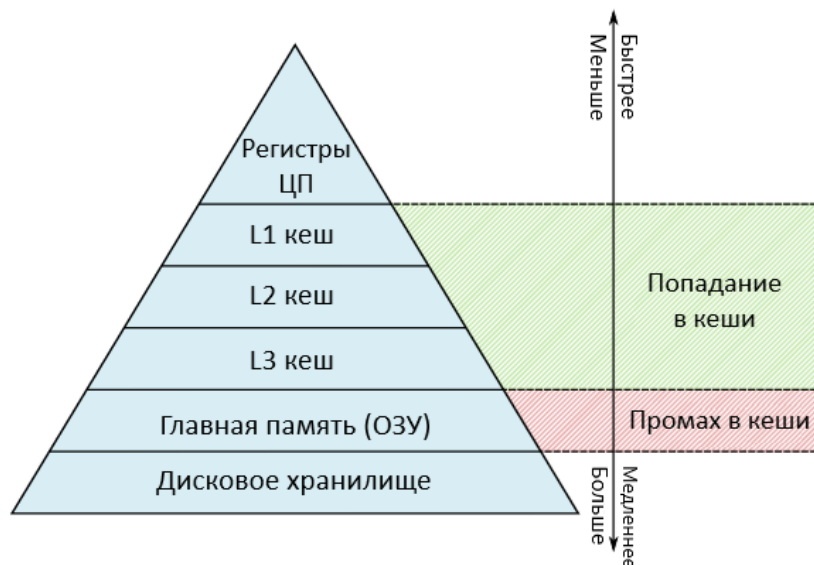 Регистры
ЦП
L1 кеш
L2 кеш
L3 кеш
Главная память (ОЗУ)
Дисковое хранилище
Быстрее
Меньше
Попадание
в кеши
Промах в кеши
Медленнее
Больше